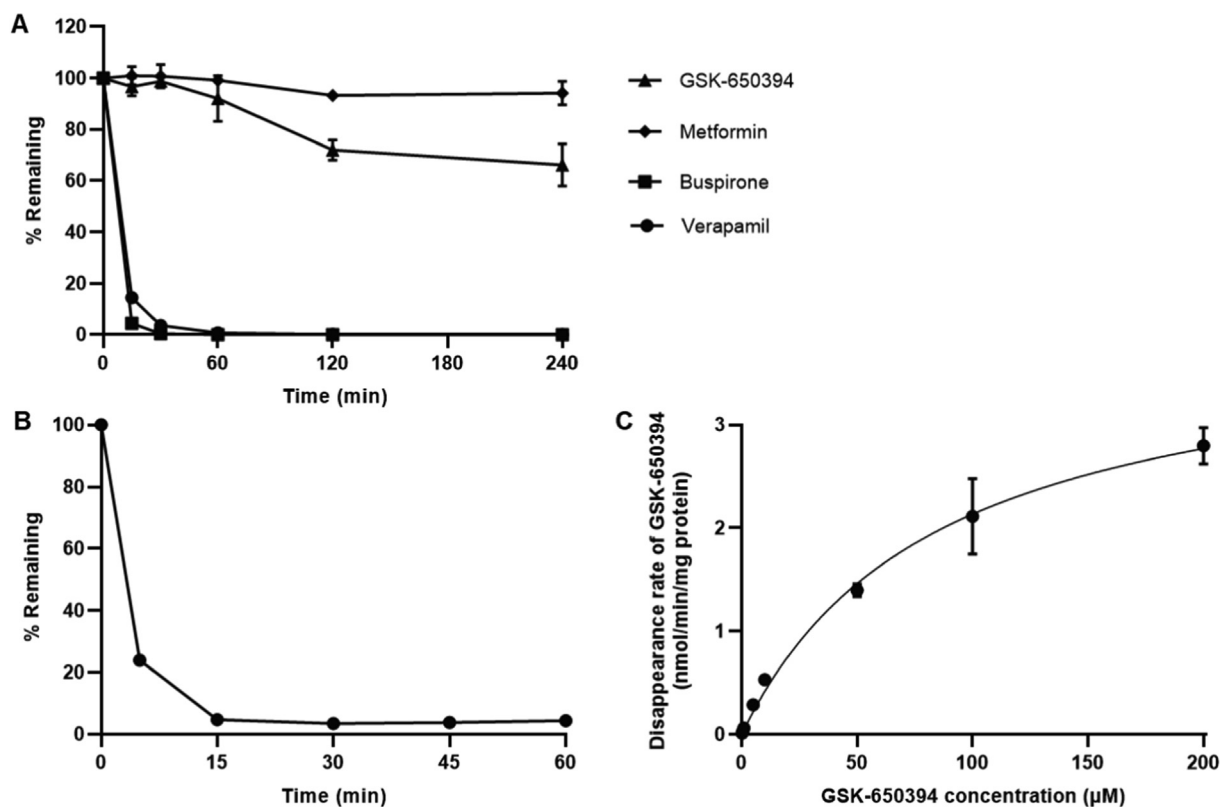 A
120
100
80
60
40
20
0
% Remaining
0
60
120
180
240
Time (min)
GSK-650394
Metformin
Buspirone
Verapamil
B
100
80
60
40
20
0
% Remaining
0
15
30
45
60
Time (min)
C
3
2
1
0
Disappearance rate of GSK-650394
(nmol/min/mg protein)
0
50
100
150
200
GSK-650394 concentration (µM)